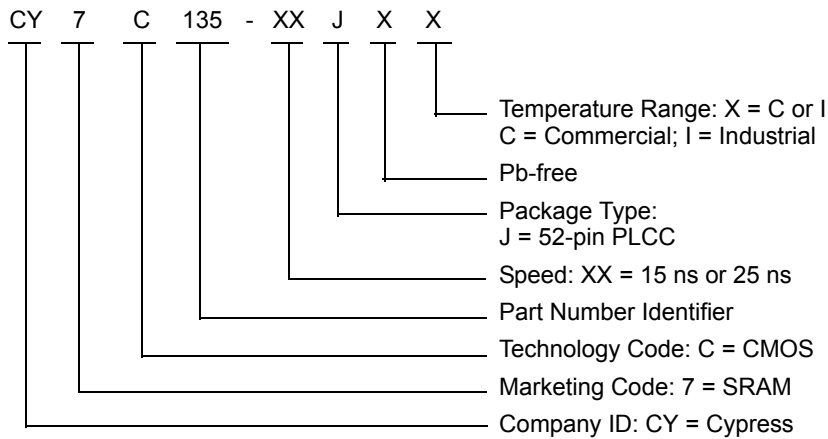 CY 7 C 135 - XX J X X
Temperature Range: X = C or I
C = Commercial; I = Industrial
Pb-free
Package Type:
J = 52-pin PLCC
Speed: XX = 15 ns or 25 ns
Part Number Identifier
Technology Code: C = CMOS
Marketing Code: 7 = SRAM
Company ID: CY = Cypress